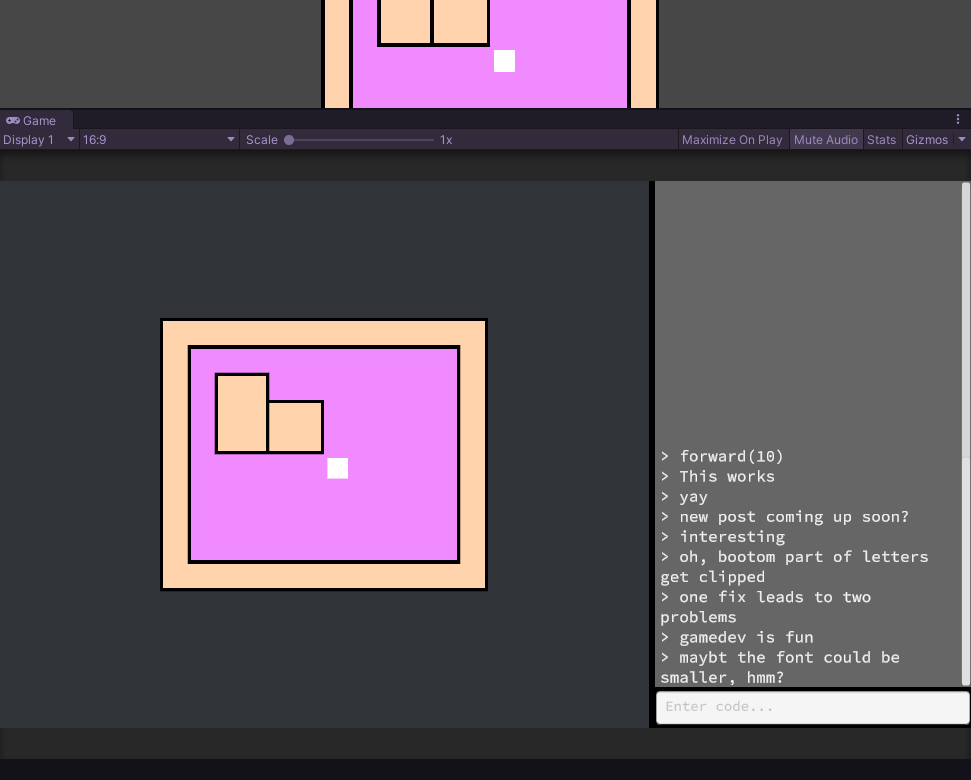 Game
Display 1 16:9 Scale 1x Maximize On Play Mute Audio Stats Gizmos
> forward(10)
> This works
> yay
> new post coming up soon?
> interesting
> oh, bootom part of letters
get clipped
> one fix leads to two
problems
> gamedev is fun
> maybt the font could be
smaller, hmm?
Enter code...